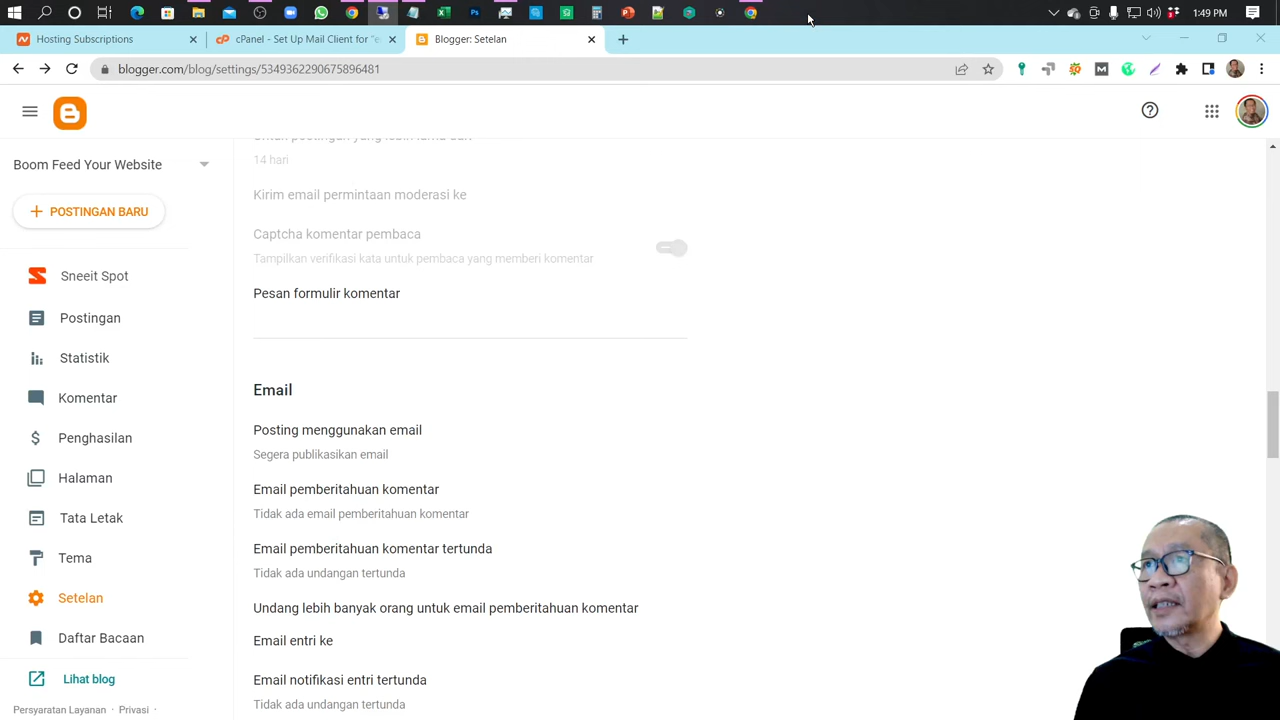 1:49 PM
Hosting Subscriptions
cPanel - Set Up Mail Client for "e
Blogger: Setelan
blogger.com/blog/settings/5349362290675896481
Boom Feed Your Website
POSTINGAN BARU
Sneeit Spot
Postingan
Statistik
Komentar
Penghasilan
Halaman
Tata Letak
Tema
Setelan
Daftar Bacaan
Lihat blog
Persyaratan Layanan · Privasi ·
14 hari
Kirim email permintaan moderasi ke
Captcha komentar pembaca
Tampilkan verifikasi kata untuk pembaca yang memberi komentar
Pesan formulir komentar
Email
Posting menggunakan email
Segera publikasikan email
Email pemberitahuan komentar
Tidak ada email pemberitahuan komentar
Email pemberitahuan komentar tertunda
Tidak ada undangan tertunda
Undang lebih banyak orang untuk email pemberitahuan komentar
Email entri ke
Email notifikasi entri tertunda
Tidak ada undangan tertunda